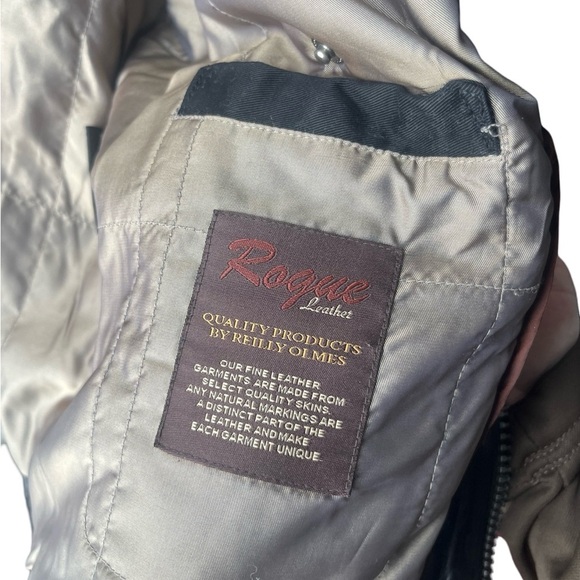 Rogue
Leather
QUALITY PRODUCTS
BY REILLY OLMES
OUR FINE LEATHER
GARMENTS ARE MADE FROM
SELECT QUALITY SKINS.
ANY NATURAL MARKINGS ARE
A DISTINCT PART OF THE
LEATHER AND MAKE
EACH GARMENT UNIQUE.